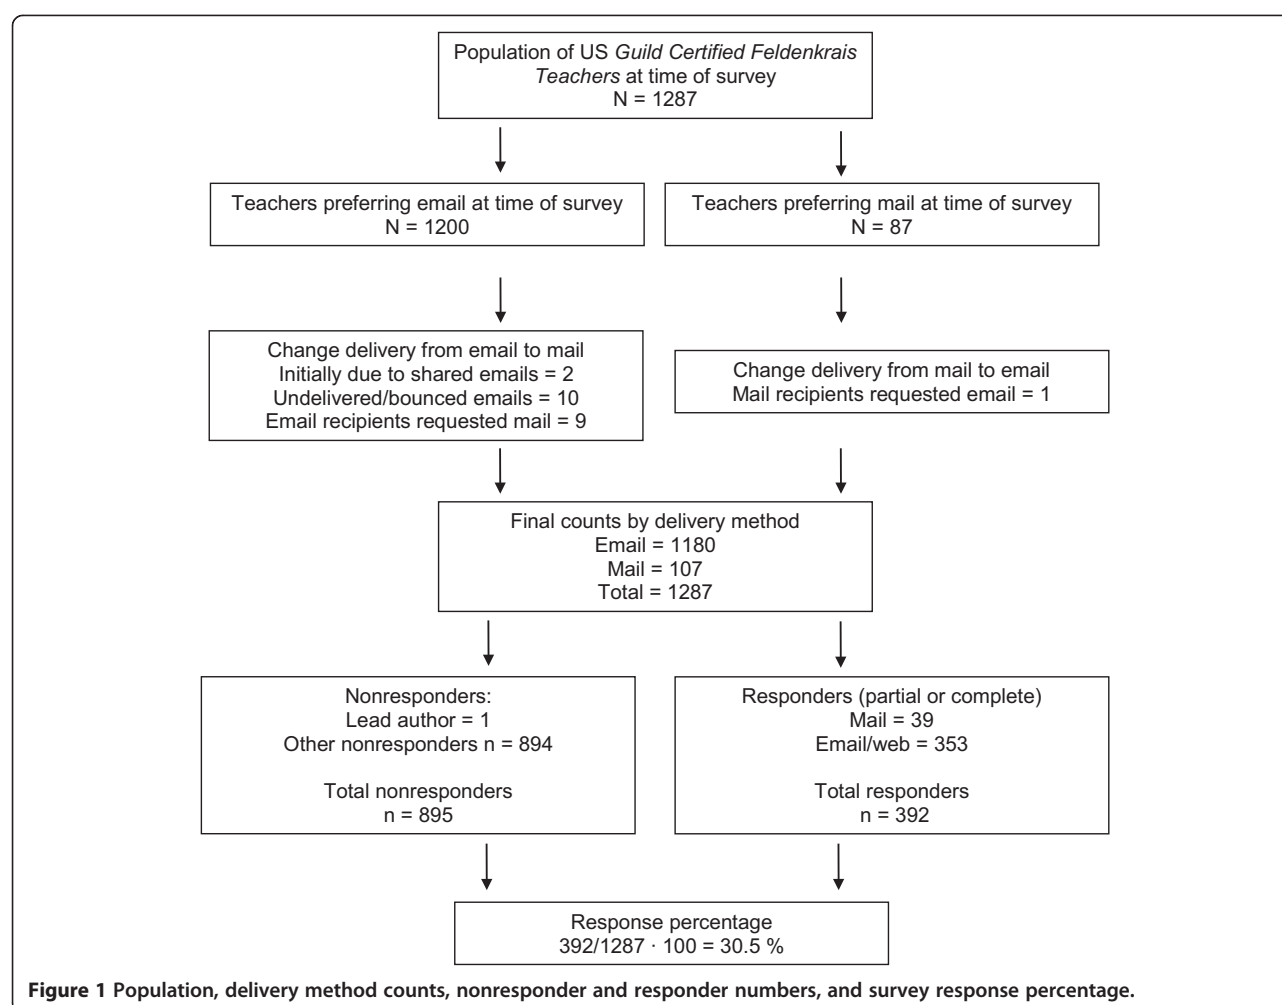 Population of US Guild Certified Feldenkrais
Teachers at time of survey
N = 1287
Teachers preferring email at time of survey
N = 1200
Teachers preferring mail at time of survey
N = 87
Change delivery from email to mail
Initially due to shared emails = 2
Undelivered/bounced emails = 10
Email recipients requested mail = 9
Change delivery from mail to email
Mail recipients requested email = 1
Final counts by delivery method
Email = 1180
Mail = 107
Total = 1287
Nonresponders:
Lead author = 1
Other nonresponders n = 894
Total nonresponders
n = 895
Responders (partial or complete)
Mail = 39
Email/web = 353
Total responders
n = 392
Response percentage
392/1287 · 100 = 30.5 %
Figure 1 Population, delivery method counts, nonresponder and responder numbers, and survey response percentage.